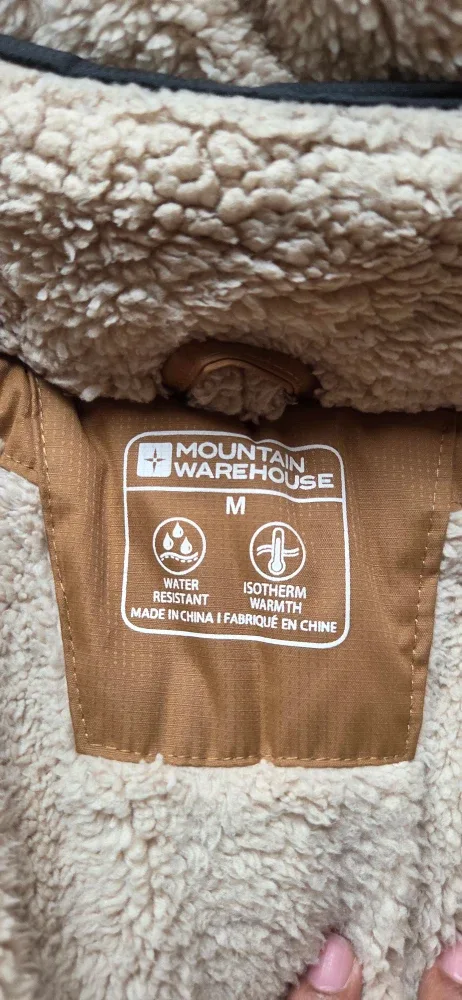 MOUNTAIN
WAREHOUSE
M
WATER
RESISTANT
ISOTHERM
WARMTH
MADE IN CHINA I FABRIQUÉ EN CHINE